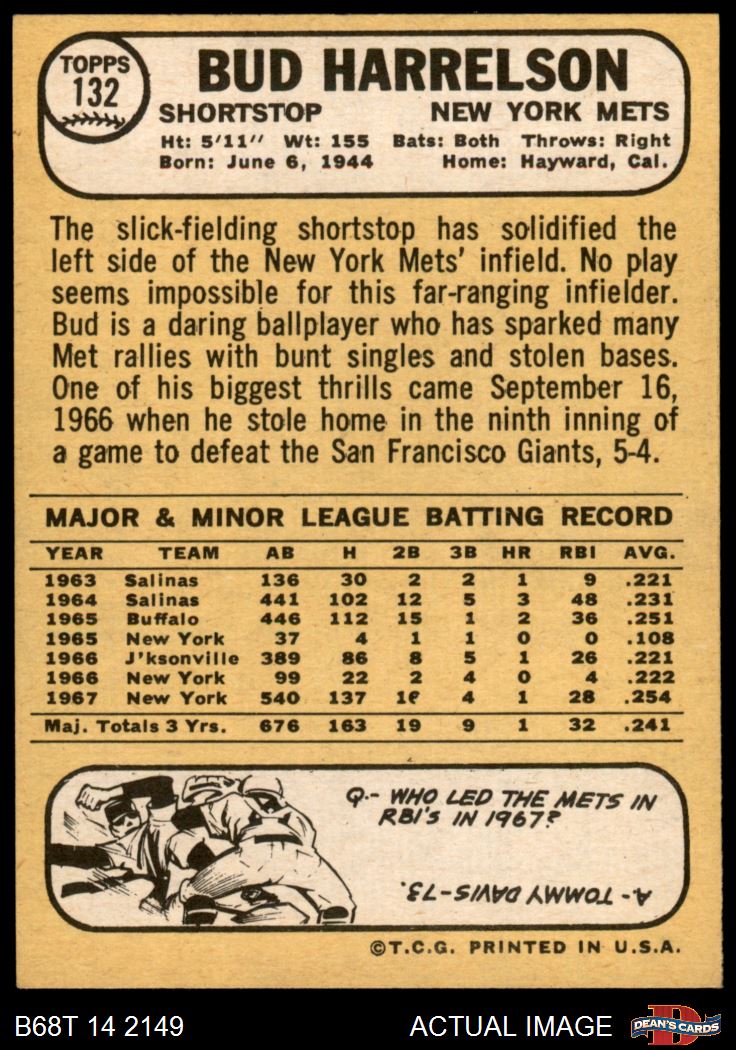 TOPPS
132
BUD HARRELSON
SHORTSTOP NEW YORK METS
Ht: 5'11" Wt: 155 Bats: Both Throws: Right
Born: June 6, 1944 Home: Hayward, Cal.
The slick-fielding shortstop has solidified the
left side of the New York Mets' infield. No play
seems impossible for this far-ranging infielder.
Bud is a daring ballplayer who has sparked many
Met rallies with bunt singles and stolen bases.
One of his biggest thrills came September 16,
1966 when he stole home in the ninth inning of
a game to defeat the San Francisco Giants, 5-4.
MAJOR & MINOR LEAGUE BATTING RECORD
YEAR TEAM AB H 2B 3B HR RBI AVG.
1963 Salinas 136 30 2 2 1 9 .221
1964 Salinas 441 102 12 5 3 48 .231
1965 Buffalo 446 112 15 1 2 36 .251
1965 New York 37 4 1 1 0 0 .108
1966 J'ksonville 389 86 8 5 1 26 .221
1966 New York 99 22 2 4 0 4 .222
1967 New York 540 137 4 1 28 .254
Maj. Totals 3 Yrs. 676 163 19 9 1 32 .241
Q.- WHO LED THE METS IN
RBI'S IN 1967?
A- TOMMY DAVIS-73.
©T.C.G. PRINTED IN U.S.A.
B68T 14 2149 ACTUAL IMAGE
DEAN'S CARDS